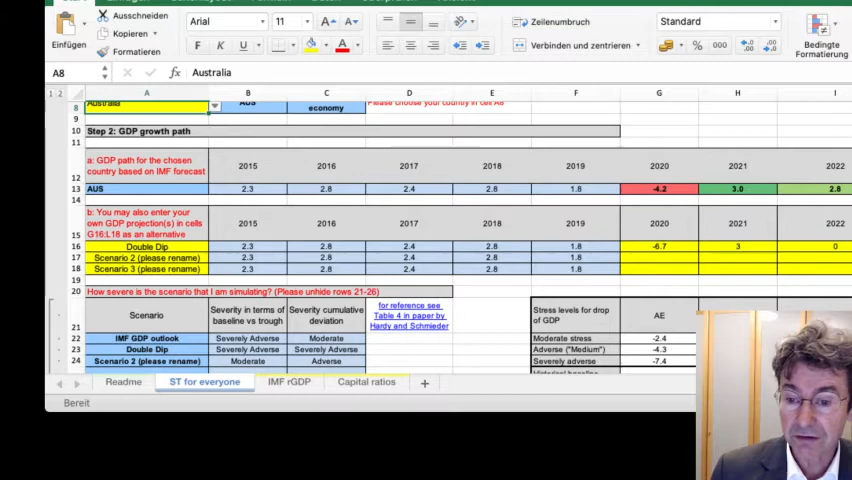 Ausschneiden
Einfügen
Kopieren
Formatieren
Arial 11
A A
F K U
A
Zeilenumbruch
Verbinden und zentrieren
Standard
% 000
Bedingte
Formatierung
A8 fx Australia
1 2 A B C D E F G H I
8 Australia AUS economy Please choose your country in cell A8
9
10 Step 2: GDP growth path
11
12 a: GDP path for the chosen country based on IMF forecast 2015 2016 2017 2018 2019 2020 2021 2022
13 AUS 2.3 2.8 2.4 2.8 1.8 -4.2 3.0 2.8
14
15 b: You may also enter your own GDP projection(s) in cells G16:L18 as an alternative 2015 2016 2017 2018 2019 2020 2021 2022
16 Double Dip 2.3 2.8 2.4 2.8 1.8 -6.7 3 0
17 Scenario 2 (please rename) 2.3 2.8 2.4 2.8 1.8
18 Scenario 3 (please rename) 2.3 2.8 2.4 2.8 1.8
19
20 How severe is the scenario that I am simulating? (Please unhide rows 21-26)
21 Scenario Severity in terms of baseline vs trough Severity cumulative deviation for reference see Table 4 in paper by Hardy and Schmieder Stress levels for drop of GDP AE
22 IMF GDP outlook Severely Adverse Moderate Moderate stress -2.4
23 Double Dip Severely Adverse Severely Adverse Adverse ("Medium") -4.3
24 Scenario 2 (please rename) Moderate Adverse Severely adverse -7.4
Historical baseline
Readme ST for everyone IMF rGDP Capital ratios +
Bereit